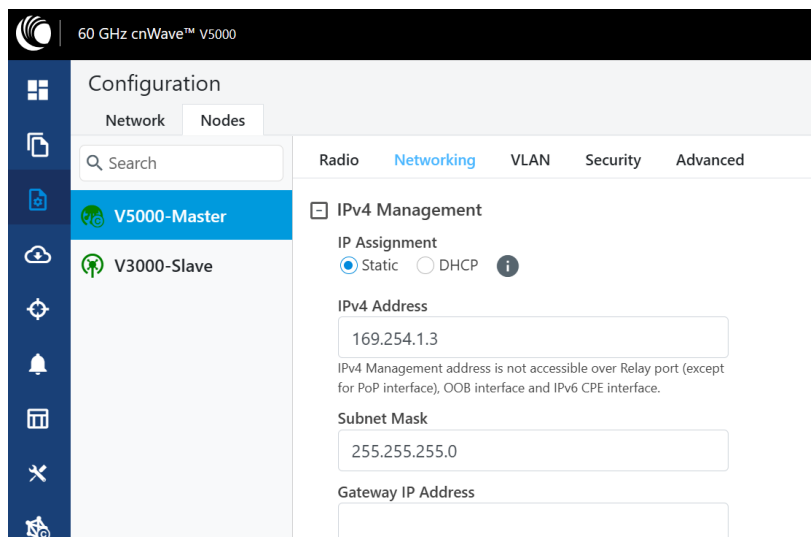 60 GHz cnWave™ V5000
Configuration
Network Nodes
Search
V5000-Master
V3000-Slave
Radio Networking VLAN Security Advanced
IPv4 Management
IP Assignment
Static DHCP
IPv4 Address
169.254.1.3
IPv4 Management address is not accessible over Relay port (except
for PoP interface), OOB interface and IPv6 CPE interface.
Subnet Mask
255.255.255.0
Gateway IP Address